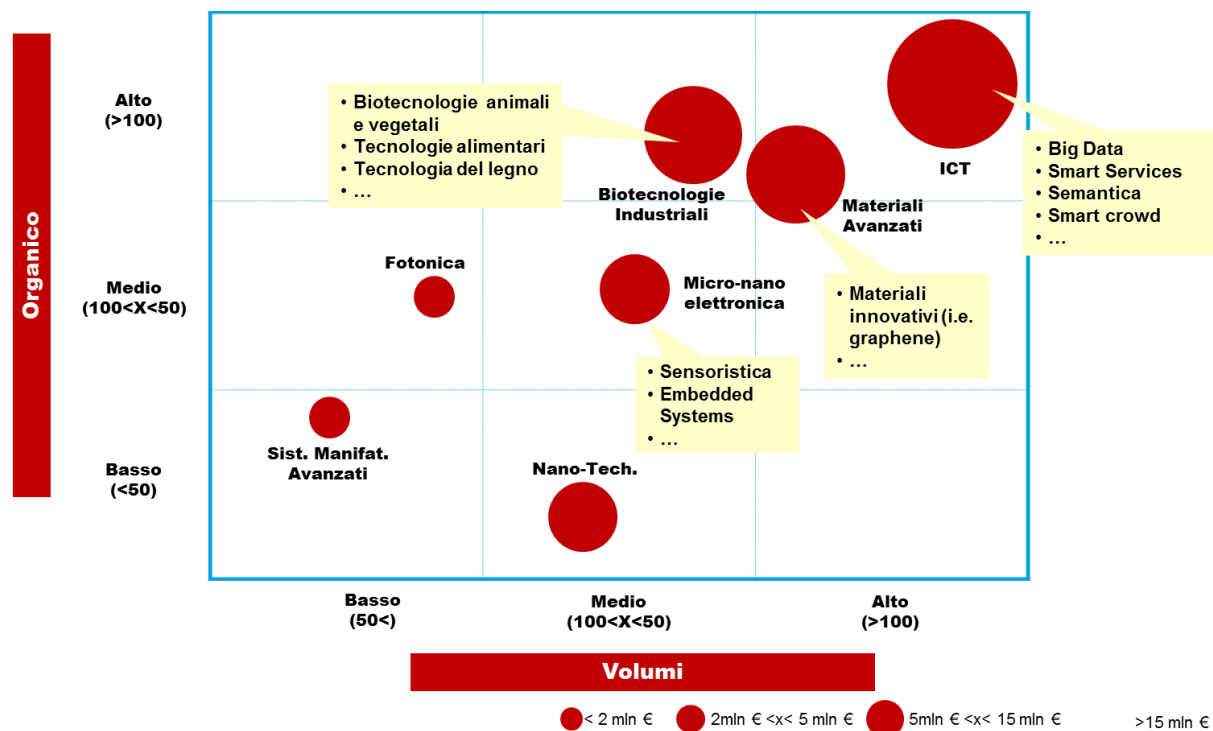 Organico
Alto
(>100)
Medio
(100<X<50)
Basso
(<50)
• Biotecnologie animali
e vegetali
• Tecnologie alimentari
• Tecnologia del legno
• ...
Biotecnologie
Industriali
Materiali
Avanzati
ICT
• Big Data
• Smart Services
• Semantica
• Smart crowd
• ...
Fotonica
Micro-nano
elettronica
• Materiali
innovativi (i.e.
graphene)
• ...
• Sensoristica
• Embedded
Systems
• ...
Sist. Manifat.
Avanzati
Nano-Tech.
Basso
(50<)
Medio
(100<X<50)
Alto
(>100)
Volumi
< 2 mln €
2mln € <x< 5 mln €
5mln € <x< 15 mln €
>15 mln €